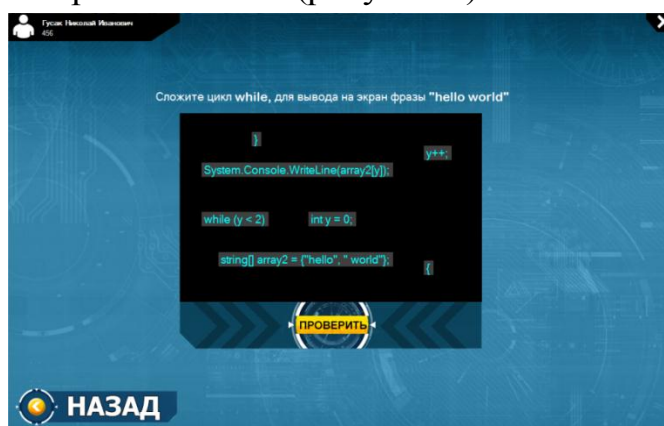 Гусак Николай Иванович
456
Сложите цикл while, для вывода на экран фразы "hello world"
}
y++;
System.Console.WriteLine(array2[y]);
while (y < 2) int y = 0;
string[] array2 = {"hello", " world"};
{
ПРОВЕРИТЬ
НАЗАД